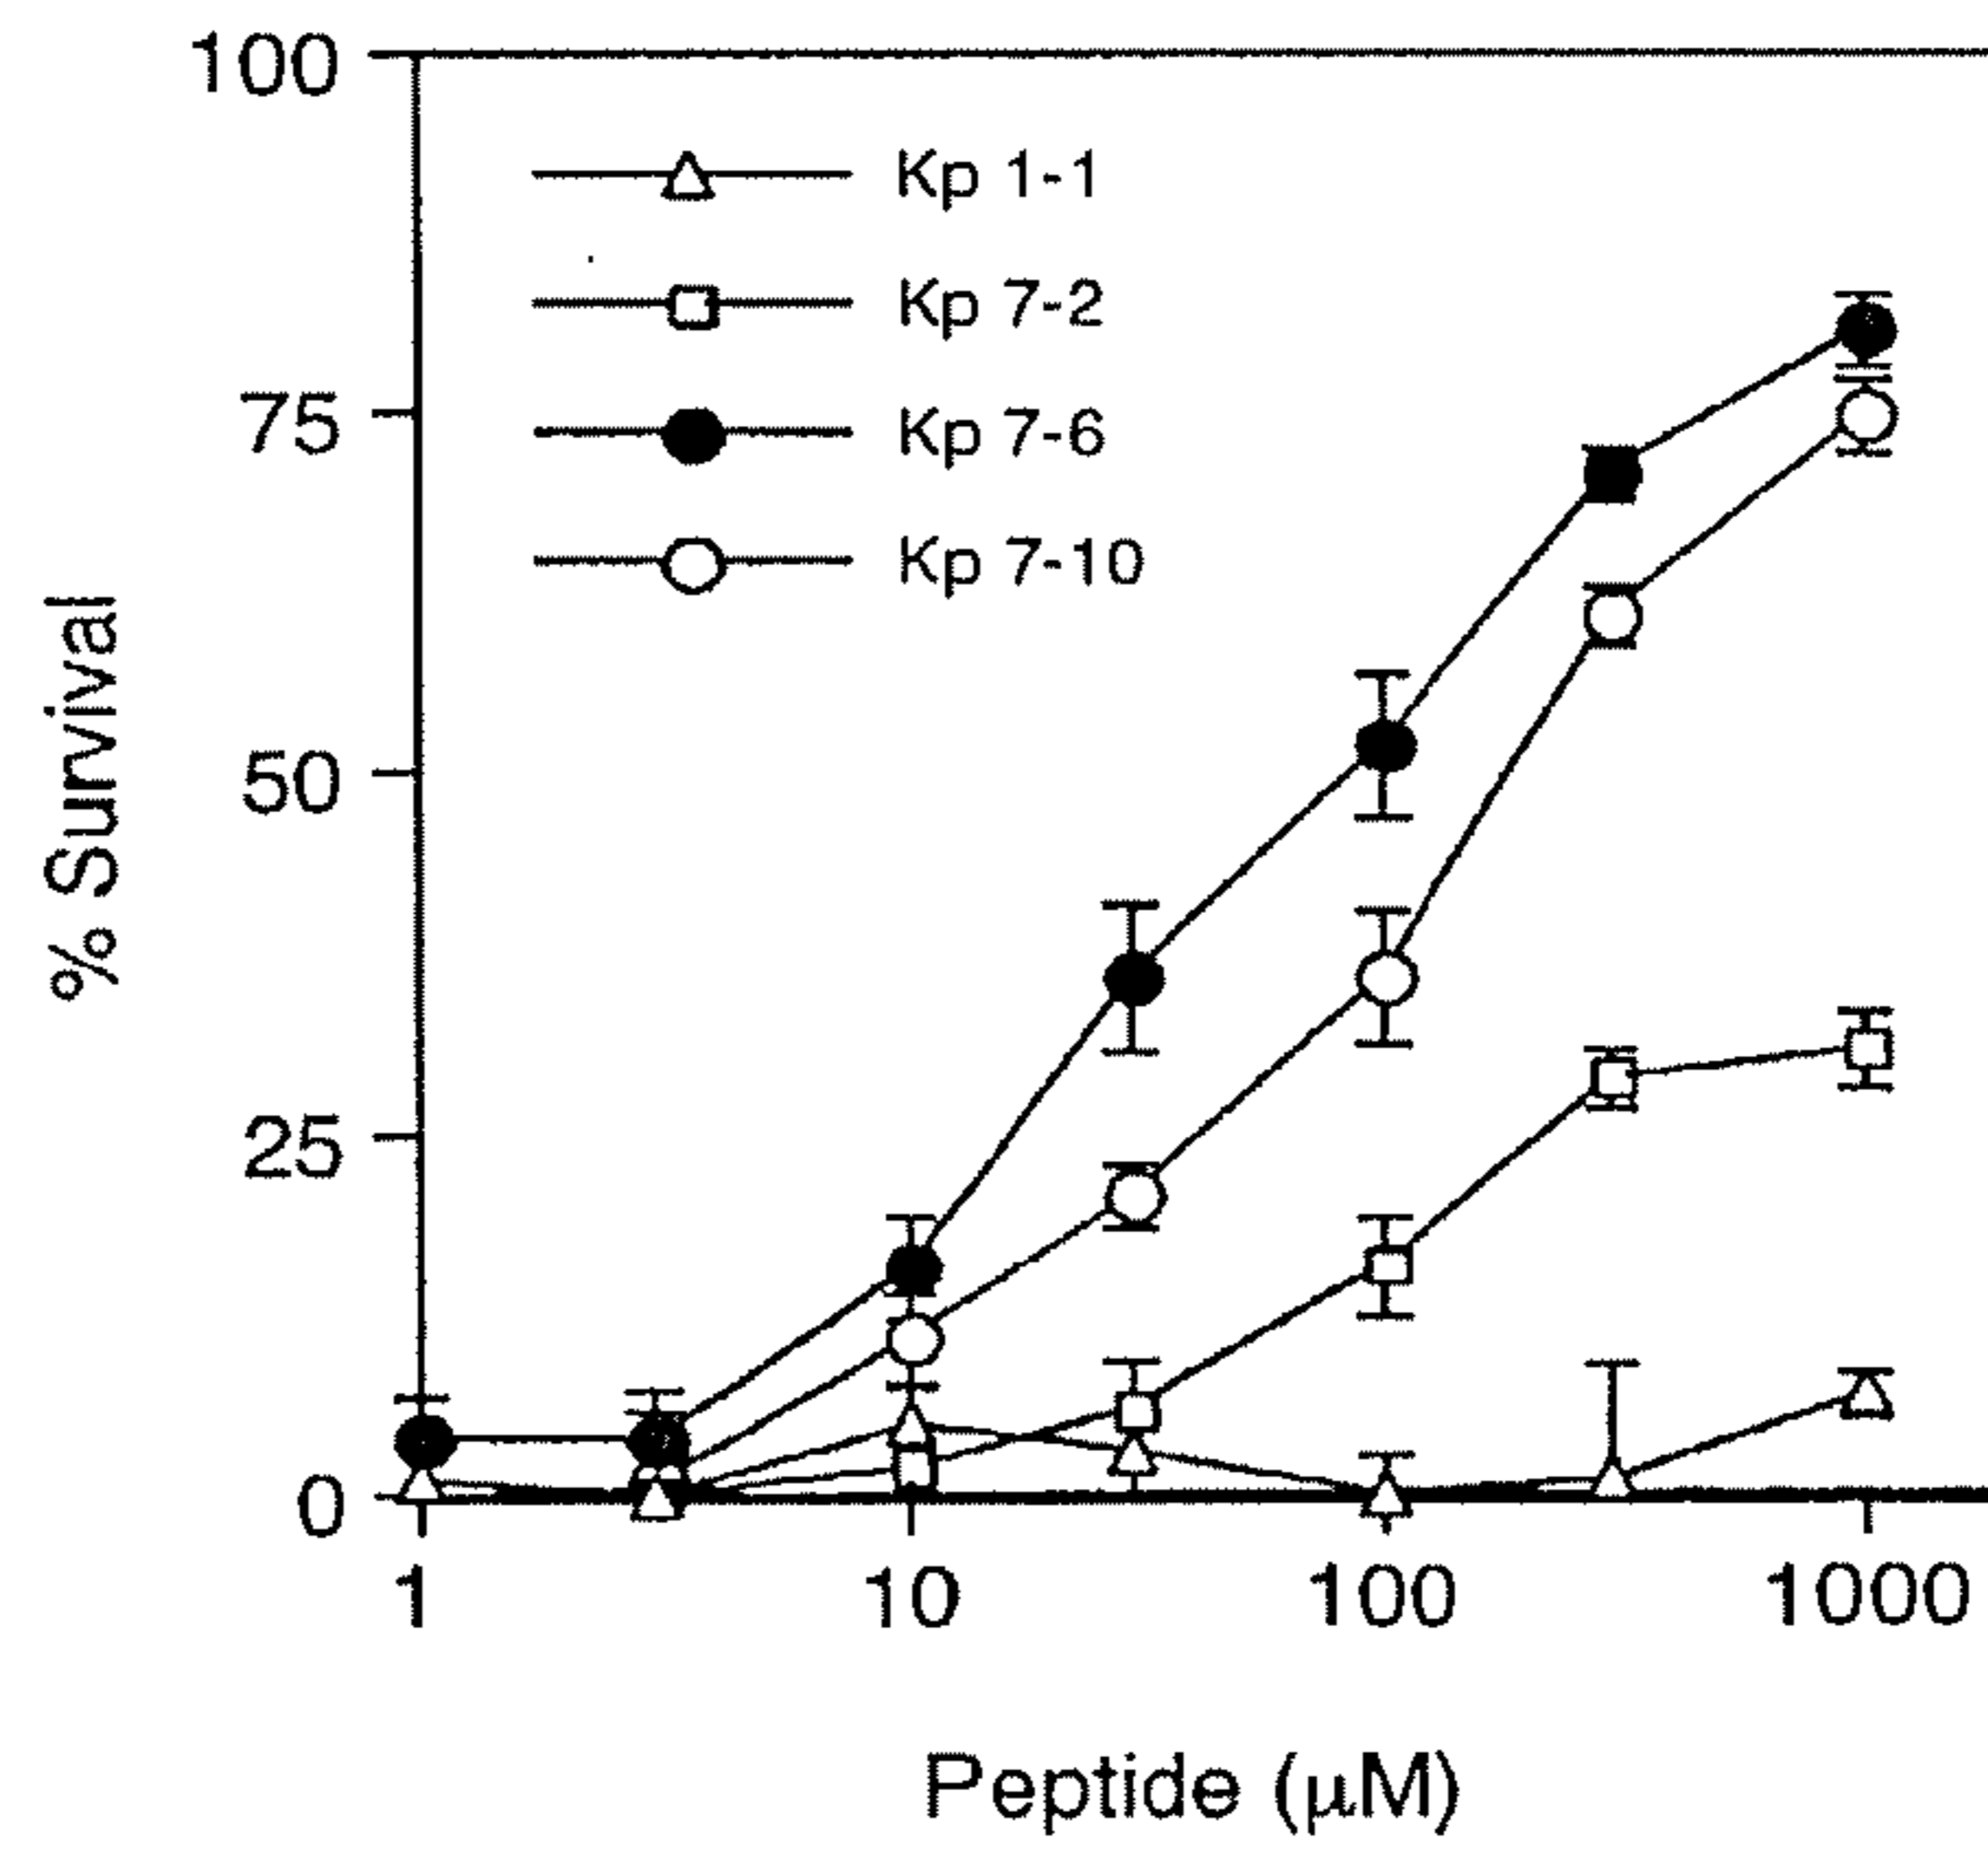 100
75
50
25
0
% Survival
Kp 1-1
Kp 7-2
Kp 7-6
Kp 7-10
1 10 100 1000
Peptide (μM)